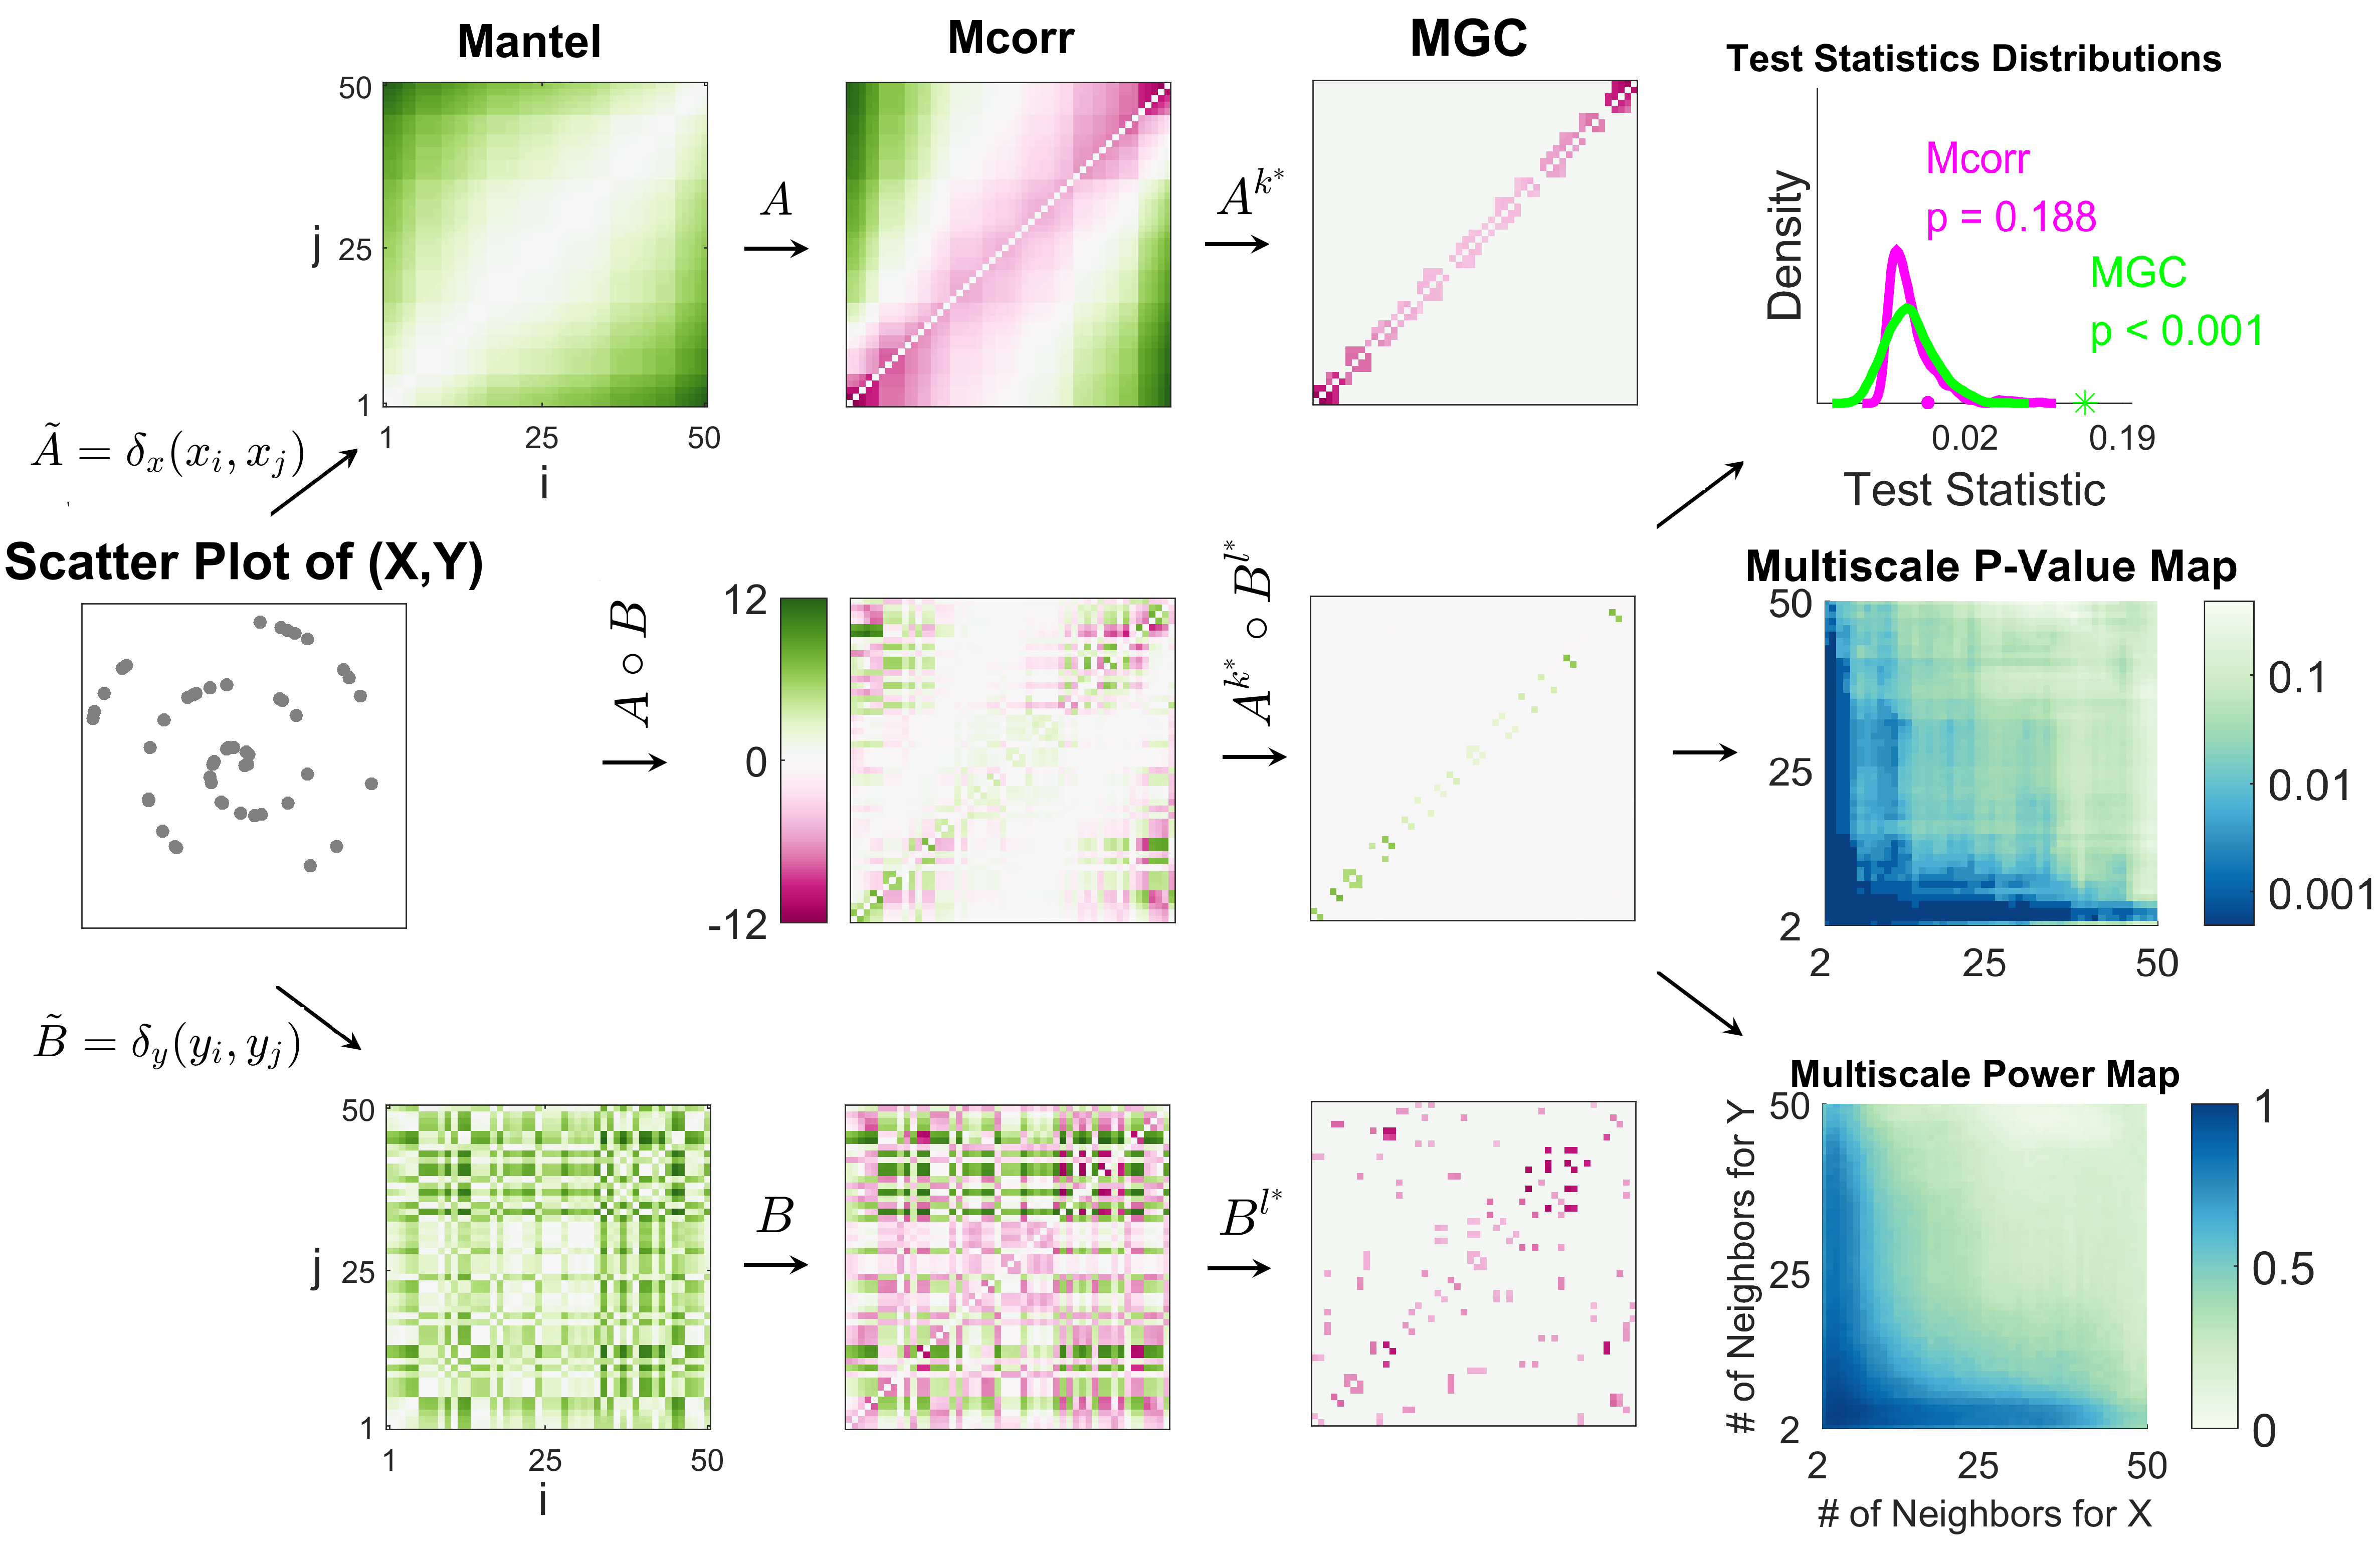 Mantel
Mcorr
MGC
Test Statistics Distributions
50
j
25
1
1
25
50
i
A
A^{k*}
Density
Mcorr
p = 0.188
MGC
p < 0.001
0.02
0.19
Test Statistic
Ã = δ_x(x_i, x_j)
Scatter Plot of (X,Y)
A ∘ B
12
0
-12
A^{k*} ∘ B^{l*}
Multiscale P-Value Map
50
25
2
2
25
50
0.1
0.01
0.001
B̃ = δ_y(y_i, y_j)
50
j
25
1
1
25
50
i
B
B^{l*}
Multiscale Power Map
# of Neighbors for Y
50
25
2
2
25
50
# of Neighbors for X
1
0.5
0